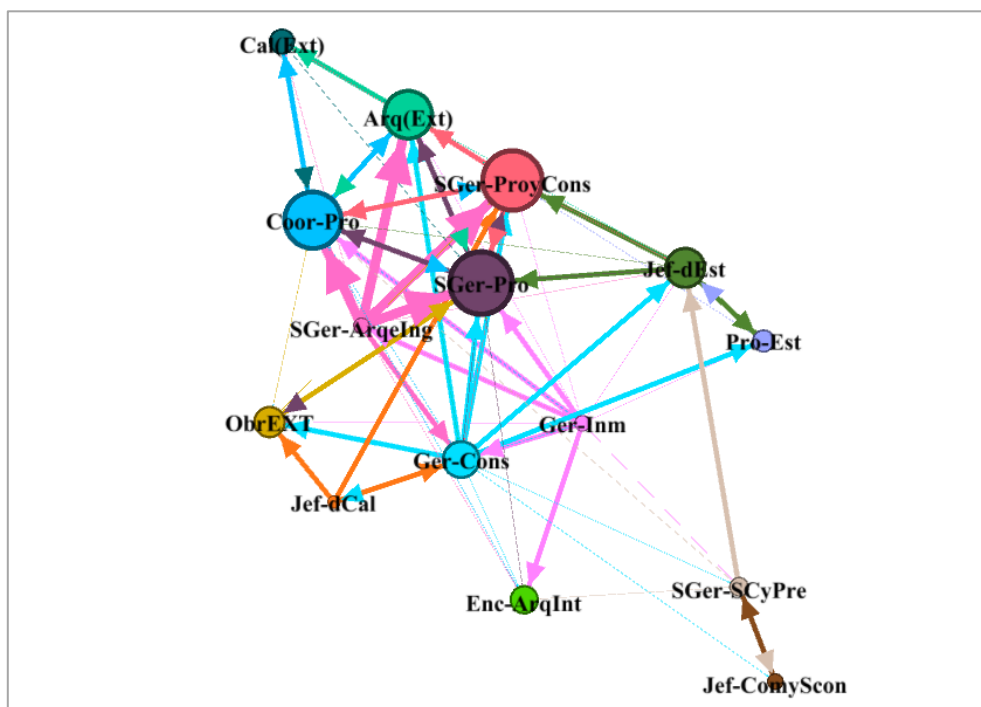 Cal(Ext)
Arq(Ext)
SGer-ProyCons
Coor-Pro
Jef-dEst
SGer-Pro
SGer-ArqeIng
Pro-Est
ObrEXT
Ger-Inm
Ger-Cons
Jef-dCal
SGer-SCyPre
Enc-ArqInt
Jef-ComyScon